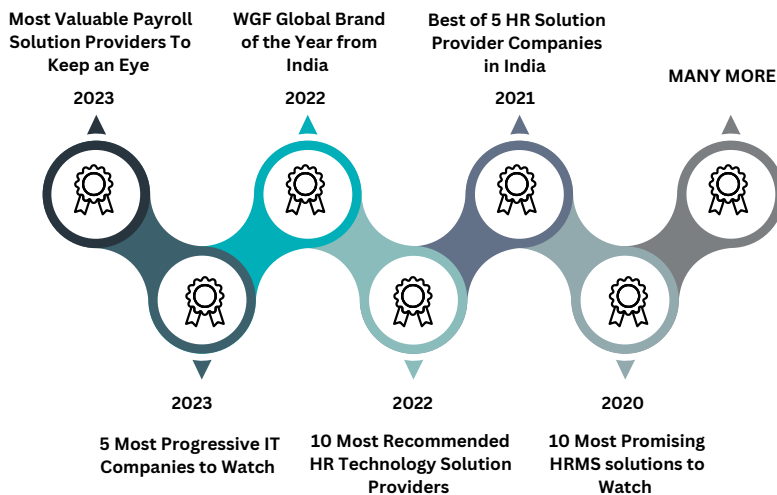 Most Valuable Payroll
Solution Providers To
Keep an Eye
2023
WGF Global Brand
of the Year from
India
2022
Best of 5 HR Solution
Provider Companies
in India
2021
MANY MORE
2023
5 Most Progressive IT
Companies to Watch
2022
10 Most Recommended
HR Technology Solution
Providers
2020
10 Most Promising
HRMS solutions to
Watch